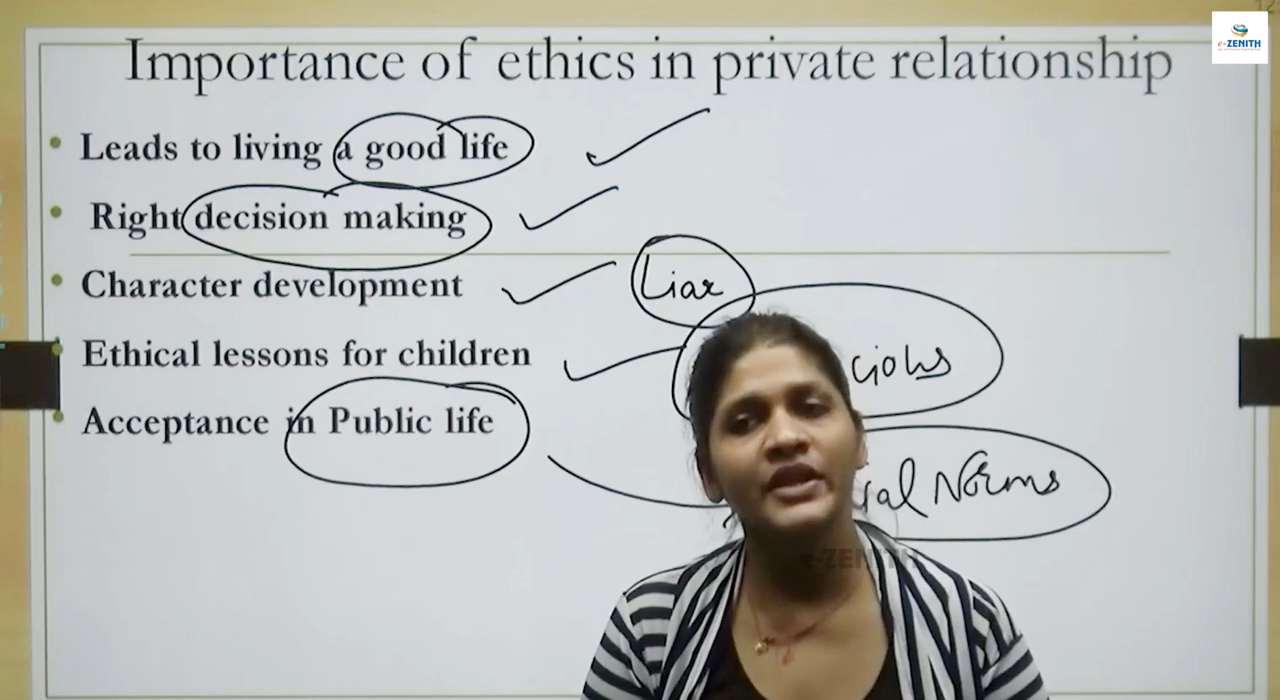 Importance of ethics in private relationship
e-ZENITH
Leads to living a good life
Right decision making
Character development
Liar
Ethical lessons for children
Acceptance in Public life
Norms
e-ZENITH